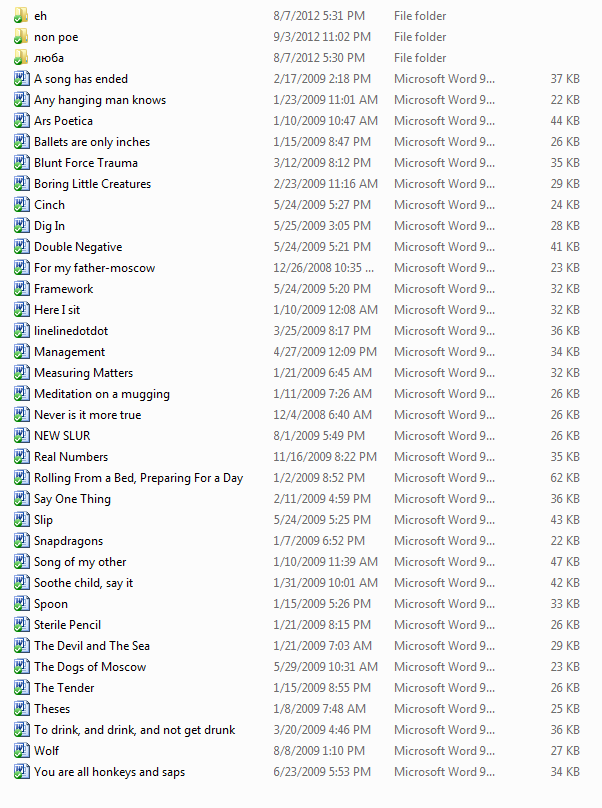 eh 8/7/2012 5:31 PM File folder
non poe 9/3/2012 11:02 PM File folder
люба 8/7/2012 5:30 PM File folder
A song has ended 2/17/2009 2:18 PM Microsoft Word 9... 37 KB
Any hanging man knows 1/23/2009 11:01 AM Microsoft Word 9... 22 KB
Ars Poetica 1/10/2009 10:47 AM Microsoft Word 9... 44 KB
Ballets are only inches 1/15/2009 8:47 PM Microsoft Word 9... 26 KB
Blunt Force Trauma 3/12/2009 8:12 PM Microsoft Word 9... 35 KB
Boring Little Creatures 2/23/2009 11:16 AM Microsoft Word 9... 29 KB
Cinch 5/24/2009 5:27 PM Microsoft Word 9... 24 KB
Dig In 5/25/2009 3:05 PM Microsoft Word 9... 28 KB
Double Negative 5/24/2009 5:21 PM Microsoft Word 9... 41 KB
For my father-moscow 12/26/2008 10:35 ... Microsoft Word 9... 23 KB
Framework 5/24/2009 5:20 PM Microsoft Word 9... 32 KB
Here I sit 1/10/2009 12:08 AM Microsoft Word 9... 32 KB
linelinedotdot 3/25/2009 8:17 PM Microsoft Word 9... 36 KB
Management 4/27/2009 12:09 PM Microsoft Word 9... 34 KB
Measuring Matters 1/21/2009 6:45 AM Microsoft Word 9... 32 KB
Meditation on a mugging 1/11/2009 7:26 AM Microsoft Word 9... 26 KB
Never is it more true 12/4/2008 6:40 AM Microsoft Word 9... 26 KB
NEW SLUR 8/1/2009 5:49 PM Microsoft Word 9... 26 KB
Real Numbers 11/16/2008 8:22 PM Microsoft Word 9... 35 KB
Rolling From a Bed, Preparing For a Day 1/2/2009 8:52 PM Microsoft Word 9... 62 KB
Say One Thing 2/11/2009 4:59 PM Microsoft Word 9... 36 KB
Slip 5/24/2009 5:25 PM Microsoft Word 9... 43 KB
Snapdragons 1/7/2009 6:52 PM Microsoft Word 9... 22 KB
Song of my other 1/10/2009 11:39 AM Microsoft Word 9... 47 KB
Soothe child, say it 1/31/2009 10:01 AM Microsoft Word 9... 42 KB
Spoon 1/15/2009 5:26 PM Microsoft Word 9... 33 KB
Sterile Pencil 1/21/2009 8:15 PM Microsoft Word 9... 26 KB
The Devil and The Sea 1/21/2009 7:03 AM Microsoft Word 9... 29 KB
The Dogs of Moscow 5/29/2009 10:31 AM Microsoft Word 9... 23 KB
The Tender 1/15/2009 8:55 PM Microsoft Word 9... 26 KB
Theses 1/8/2009 7:48 AM Microsoft Word 9... 25 KB
To drink, and drink, and not get drunk 3/20/2009 4:46 PM Microsoft Word 9... 36 KB
Wolf 8/8/2009 1:10 PM Microsoft Word 9... 27 KB
You are all honkeys and saps 6/23/2009 5:53 PM Microsoft Word 9... 34 KB